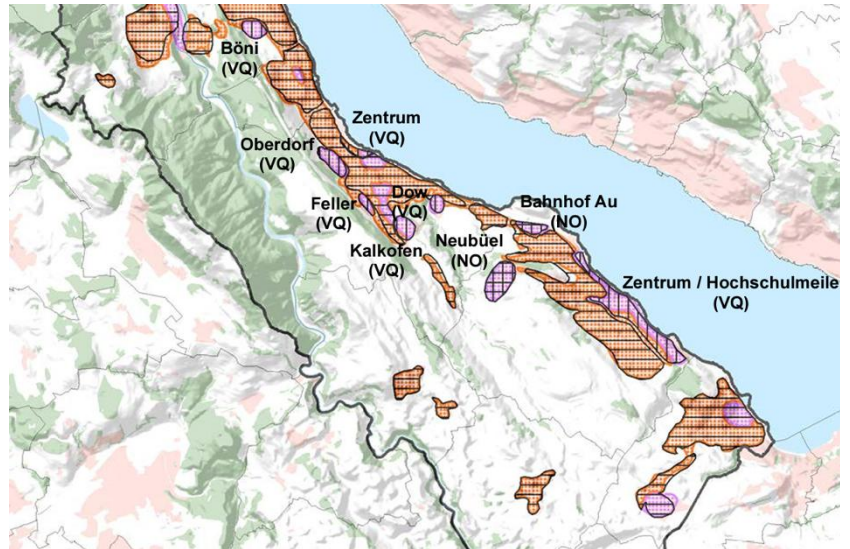 Böni
(VQ)
Zentrum
(VQ)
Oberdorf
(VQ)
Feller
(VQ)
Dow
(VQ)
Bahnhof Au
(NO)
Kalkofen
(VQ)
Neubüel
(NO)
Zentrum / Hochschulmeile
(VQ)